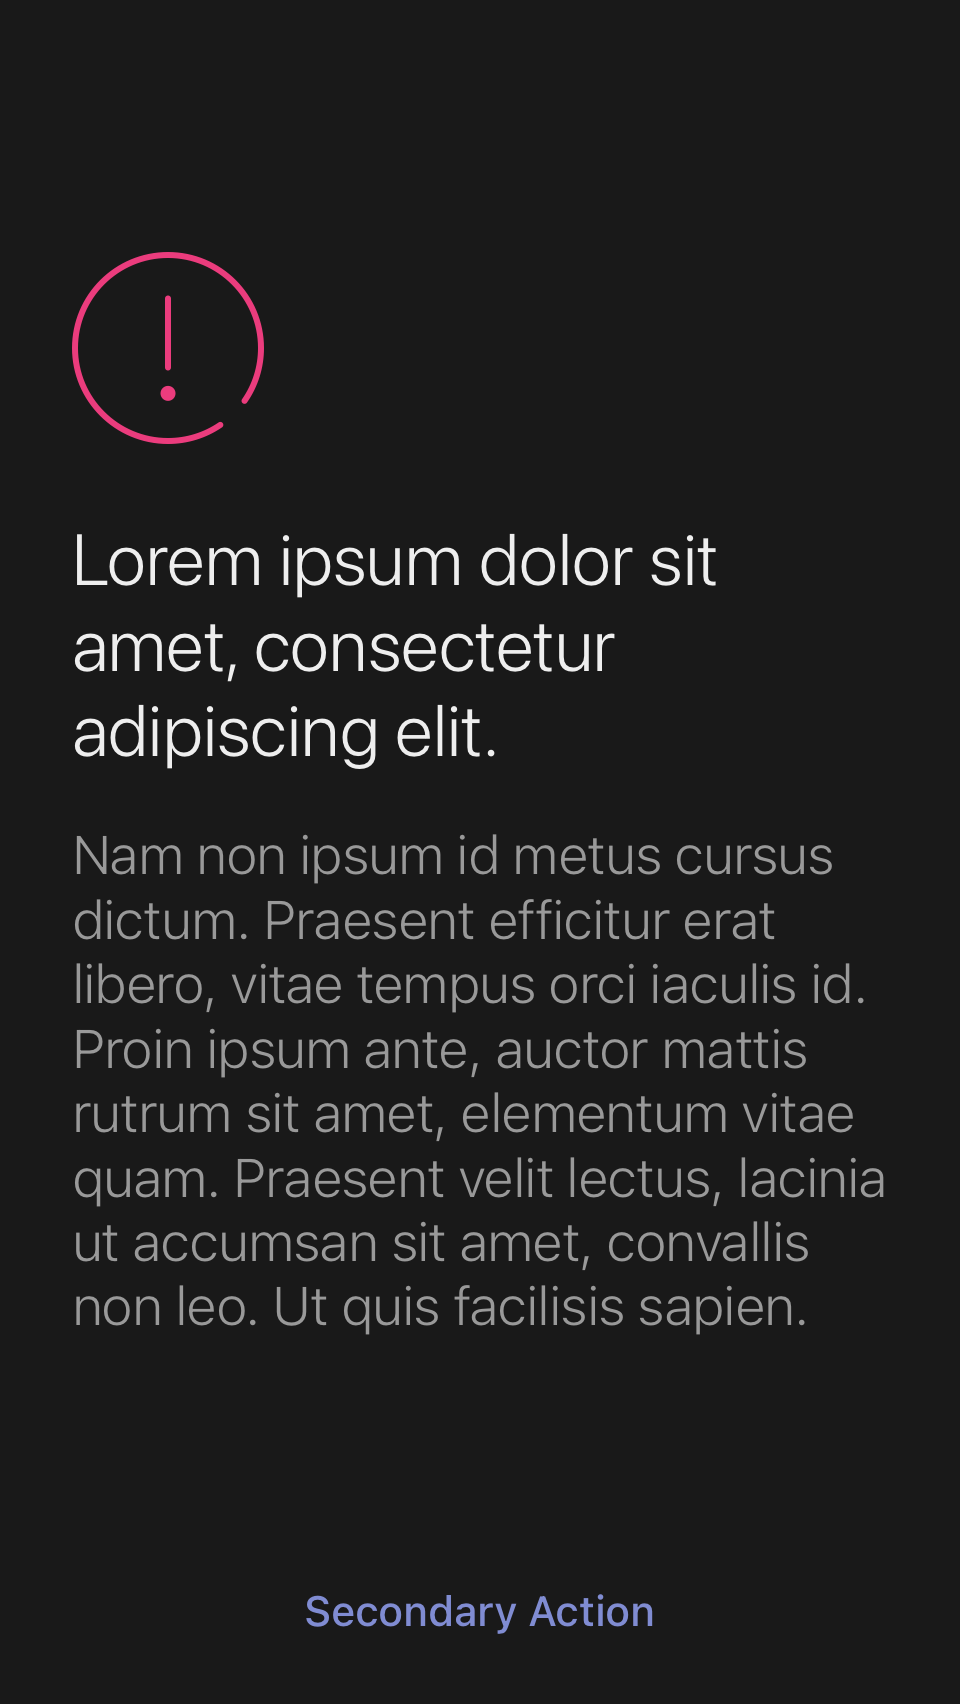 Lorem ipsum dolor sit
amet, consectetur
adipiscing elit.
Nam non ipsum id metus cursus
dictum. Praesent efficitur erat
libero, vitae tempus orci iaculis id.
Proin ipsum ante, auctor mattis
rutrum sit amet, elementum vitae
quam. Praesent velit lectus, lacinia
ut accumsan sit amet, convallis
non leo. Ut quis facilisis sapien.
Secondary Action